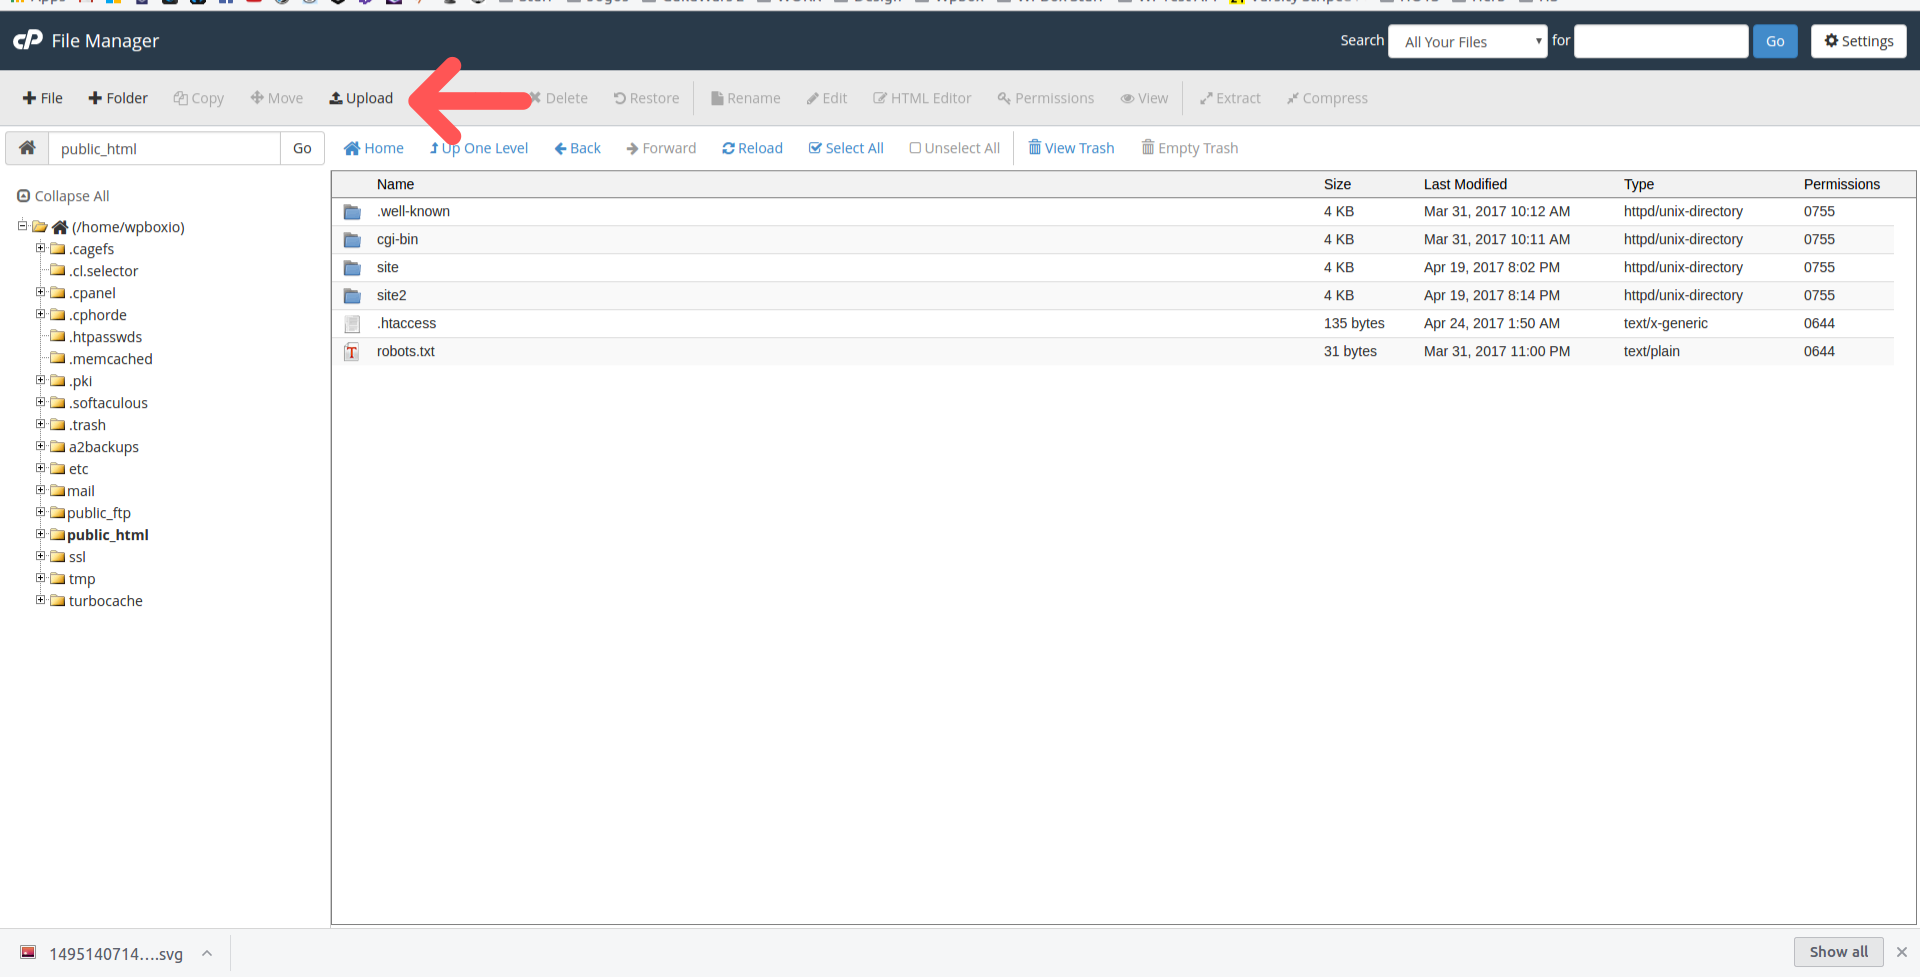 cP File Manager
Search All Your Files for Go Settings
File Folder Copy Move Upload Delete Restore Rename Edit HTML Editor Permissions View Extract Compress
public_html Go Home Up One Level Back Forward Reload Select All Unselect All View Trash Empty Trash
Collapse All
(/home/wpboxio)
.cagefs
.cl.selector
.cpanel
.cphorde
.htpasswds
.memcached
.pki
.softaculous
.trash
a2backups
etc
mail
public_ftp
public_html
ssl
tmp
turbocache
Name Size Last Modified Type Permissions
.well-known 4 KB Mar 31, 2017 10:12 AM httpd/unix-directory 0755
cgi-bin 4 KB Mar 31, 2017 10:11 AM httpd/unix-directory 0755
site 4 KB Apr 19, 2017 8:02 PM httpd/unix-directory 0755
site2 4 KB Apr 19, 2017 8:14 PM httpd/unix-directory 0755
.htaccess 135 bytes Apr 24, 2017 1:50 AM text/x-generic 0644
robots.txt 31 bytes Mar 31, 2017 11:00 PM text/plain 0644
1495140714....svg Show all